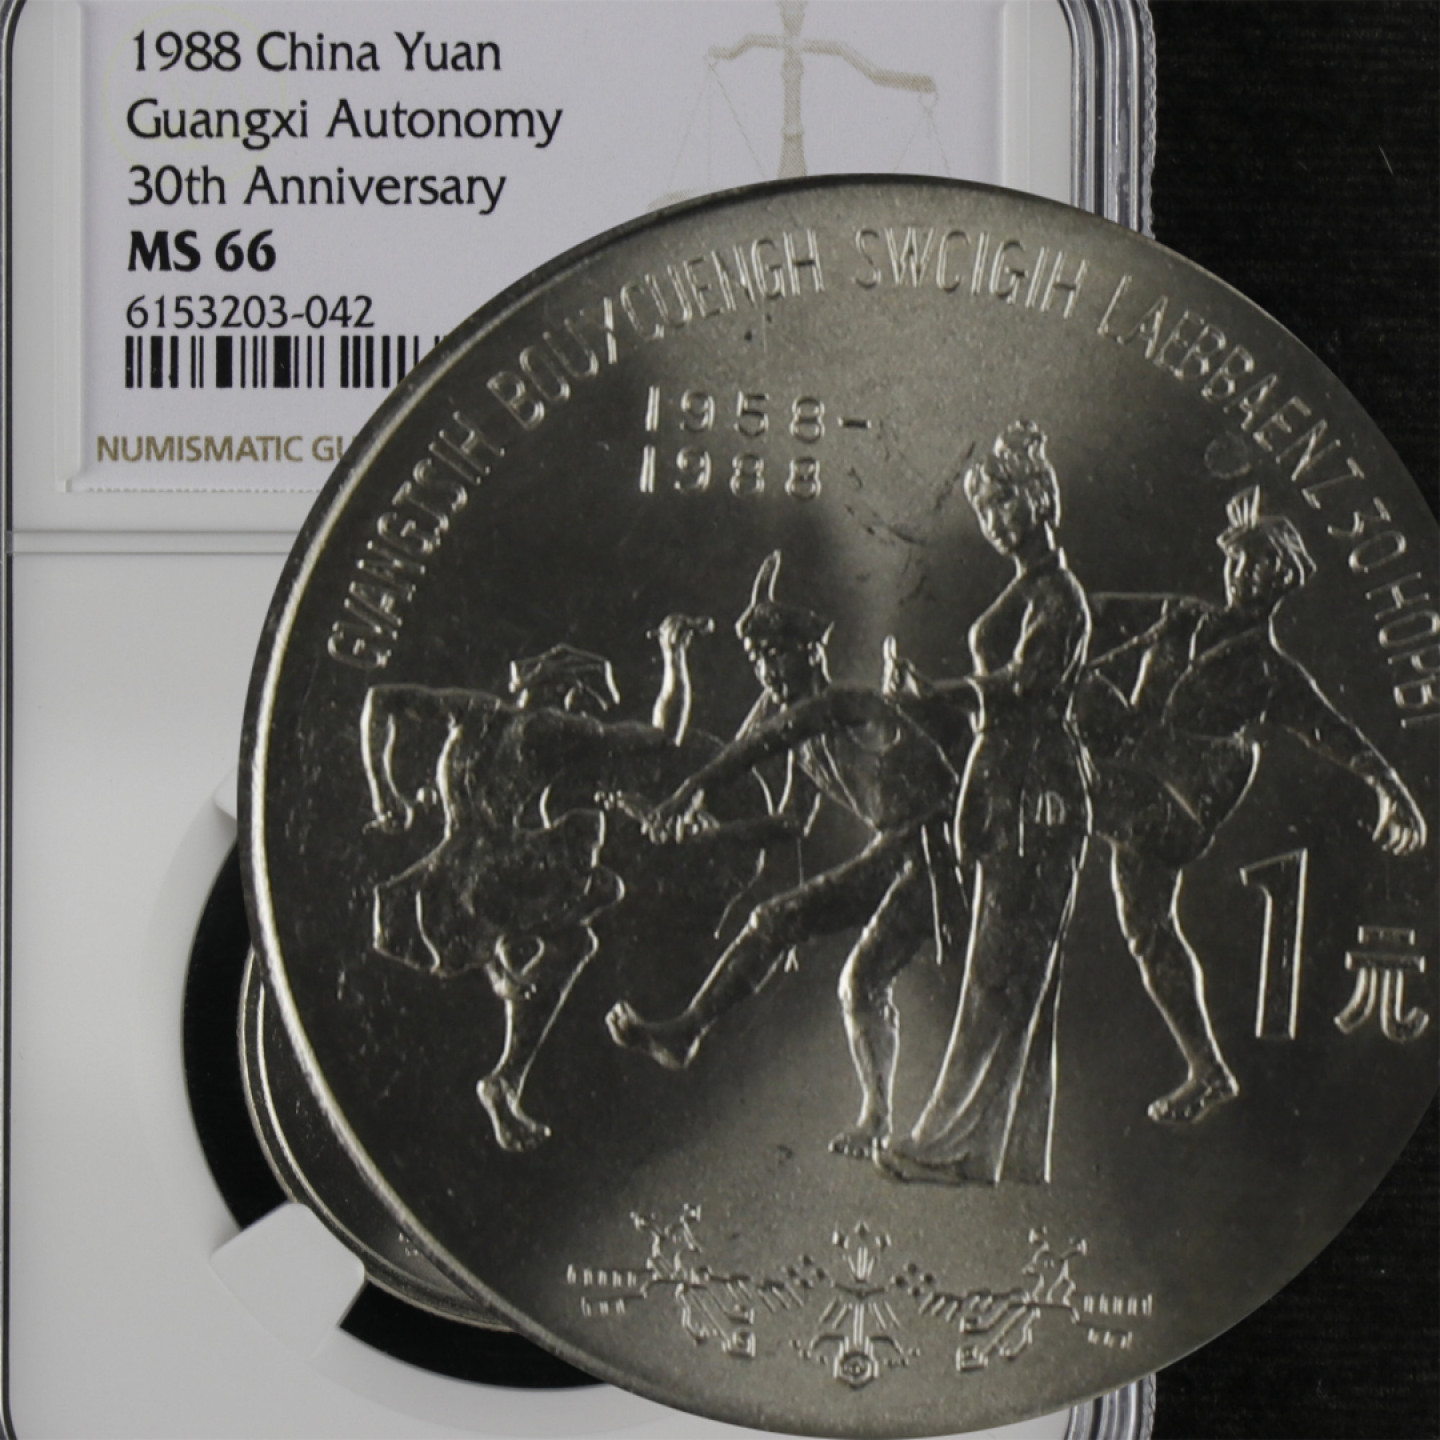 1988 China Yuan
Guangxi Autonomy
30th Anniversary
MS 66
6153203-042
NUMISMATIC GU
GVANGJSIH BOUXCUENGH SWCIGIH LAEBBAENZ 30 HOPBI
1958-
1988
1元